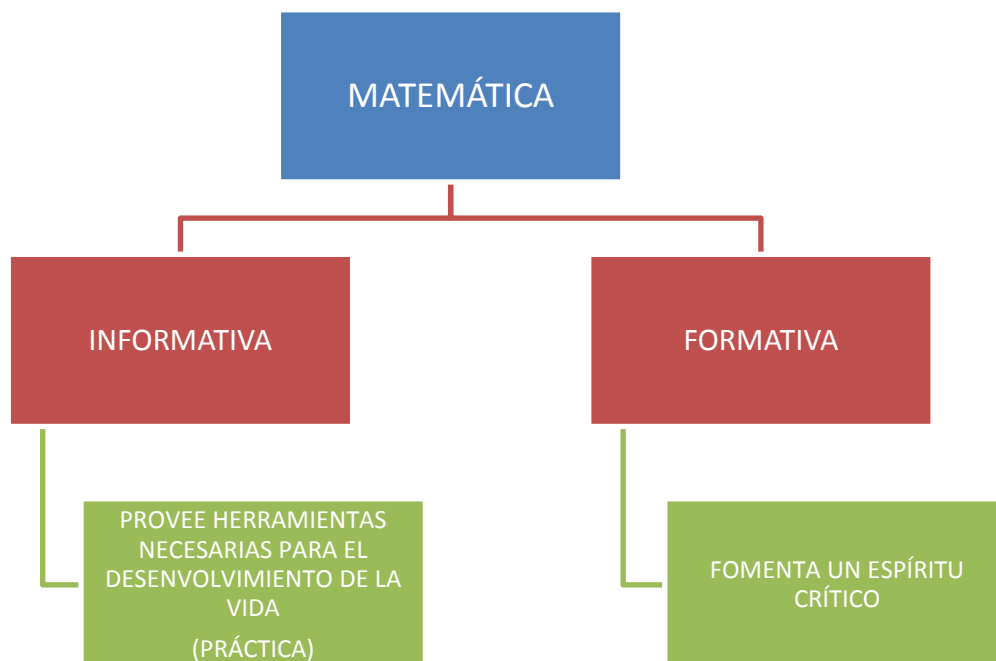 MATEMÁTICA
INFORMATIVA
FORMATIVA
PROVEE HERRAMIENTAS
NECESARIAS PARA EL
DESENVOLVIMIENTO DE LA
VIDA
(PRÁCTICA)
FOMENTA UN ESPÍRITU
CRÍTICO